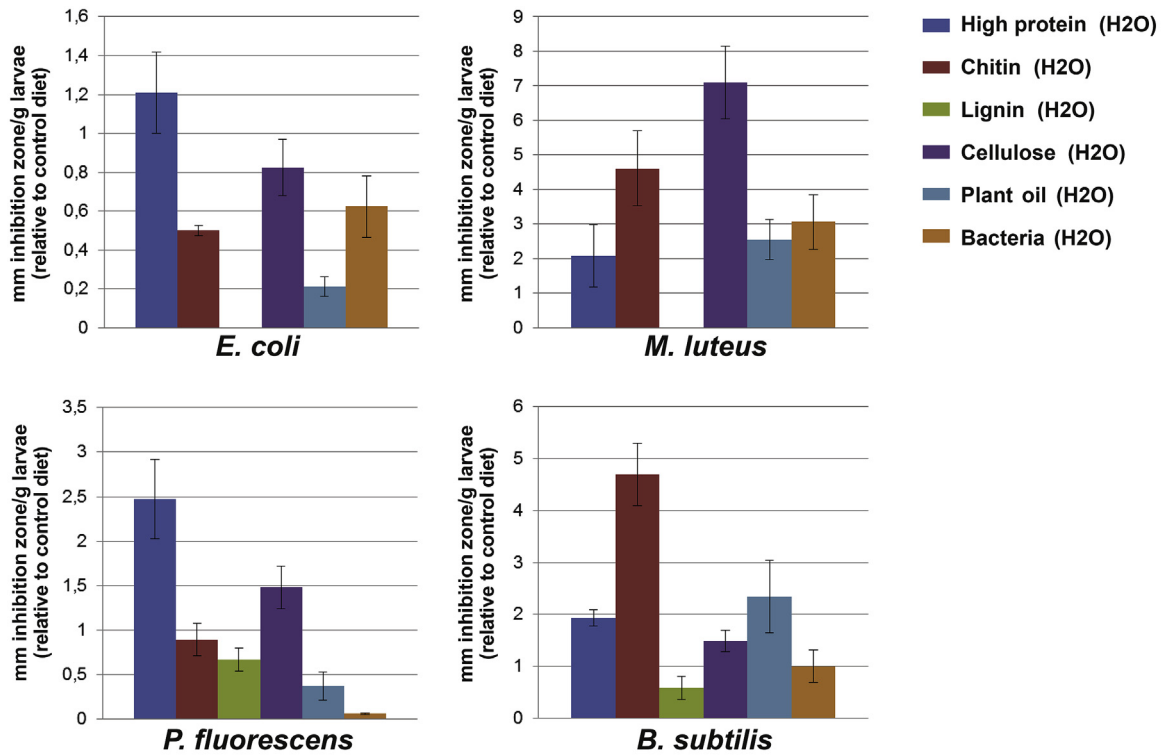 mm inhibition zone/g larvae
(relative to control diet)
1,6
1,4
1,2
1
0,8
0,6
0,4
0,2
0
E. coli
mm inhibition zone/g larvae
(relative to control diet)
9
8
7
6
5
4
3
2
1
0
M. luteus
High protein (H2O)
Chitin (H2O)
Lignin (H2O)
Cellulose (H2O)
Plant oil (H2O)
Bacteria (H2O)
mm inhibition zone/g larvae
(relative to control diet)
3,5
3
2,5
2
1,5
1
0,5
0
P. fluorescens
mm inhibition zone/g larvae
(relative to control diet)
6
5
4
3
2
1
0
B. subtilis